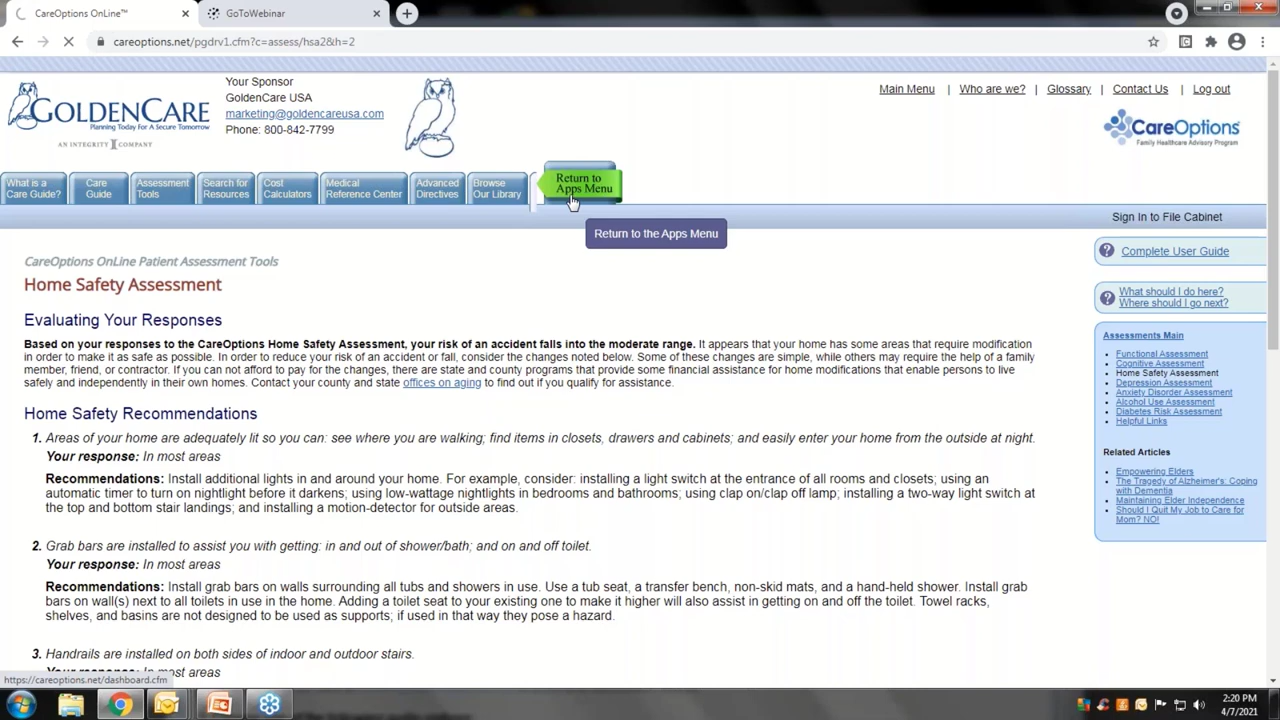 CareOptions OnLine™
GoToWebinar
careoptions.net/pgdrv1.cfm?c=assess/hsa2&h=2
GOLDENCARE
Planning Today For A Secure Tomorrow
AN INTEGRITY COMPANY
Your Sponsor
GoldenCare USA
marketing@goldencareusa.com
Phone: 800-842-7799
Main Menu | Who are we? | Glossary | Contact Us | Log out
CareOptions
Family Healthcare Advisory Program
What is a
Care Guide?
Care
Guide
Assessment
Tools
Search for
Resources
Cost
Calculators
Medical
Reference Center
Advanced
Directives
Browse
Our Library
Return to
Apps Menu
Return to the Apps Menu
Sign In to File Cabinet
CareOptions OnLine Patient Assessment Tools
Home Safety Assessment
Evaluating Your Responses
Based on your responses to the CareOptions Home Safety Assessment, your risk of an accident falls into the moderate range. It appears that your home has some areas that require modification
in order to make it as safe as possible. In order to reduce your risk of an accident or fall, consider the changes noted below. Some of these changes are simple, while others may require the help of a family
member, friend, or contractor. If you can not afford to pay for the changes, there are state and county programs that provide some financial assistance for home modifications that enable persons to live
safely and independently in their own homes. Contact your county and state offices on aging to find out if you qualify for assistance.
Home Safety Recommendations
1. Areas of your home are adequately lit so you can: see where you are walking; find items in closets, drawers and cabinets; and easily enter your home from the outside at night.
Your response: In most areas
Recommendations: Install additional lights in and around your home. For example, consider: installing a light switch at the entrance of all rooms and closets; using an
automatic timer to turn on nightlight before it darkens; using low-wattage nightlights in bedrooms and bathrooms; using clap on/clap off lamp; installing a two-way light switch at
the top and bottom stair landings; and installing a motion-detector for outside areas.
2. Grab bars are installed to assist you with getting: in and out of shower/bath; and on and off toilet.
Your response: In most areas
Recommendations: Install grab bars on walls surrounding all tubs and showers in use. Use a tub seat, a transfer bench, non-skid mats, and a hand-held shower. Install grab
bars on wall(s) next to all toilets in use in the home. Adding a toilet seat to your existing one to make it higher will also assist in getting on and off the toilet. Towel racks,
shelves, and basins are not designed to be used as supports; if used in that way they pose a hazard.
3. Handrails are installed on both sides of indoor and outdoor stairs.
Your response: In most areas
Complete User Guide
What should I do here?
Where should I go next?
Assessments Main
Functional Assessment
Cognitive Assessment
Home Safety Assessment
Depression Assessment
Anxiety Disorder Assessment
Alcohol Use Assessment
Diabetes Risk Assessment
Helpful Links
Related Articles
Empowering Elders
The Tragedy of Alzheimer's: Coping
with Dementia
Maintaining Elder Independence
Should I Quit My Job to Care for
Mom? NO!
https://careoptions.net/dashboard.cfm
2:20 PM
4/7/2021